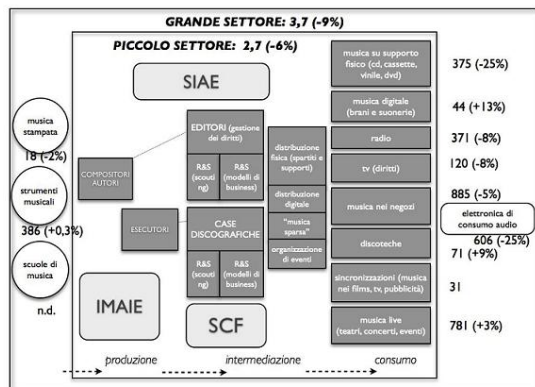 GRANDE SETTORE: 3,7 (-9%)
PICCOLO SETTORE: 2,7 (-6%)
SIAE
musica
stampata
18 (-2%)
strumenti
musicali
386 (+0,3%)
scuole di
musica
n.d.
COMPOSITORI
AUTORI
ESECUTORI
IMAIE
EDITORI (gestione
dei diritti)
R&S
(scouti
ng)
R&S
(modelli di
business)
CASE
DISCOGRAFICHE
R&S
(scouti
ng)
R&S
(modelli di
business)
SCF
distribuzione
fisica (spartiti e
supporti)
distribuzione
digitale
"musica
sparsa"
organizzazione
di eventi
musica su supporto
fisico (cd, cassette,
vinile, dvd)
375 (-25%)
musica digitale
(brani e suonerie)
44 (+13%)
radio
371 (-8%)
tv (diritti)
120 (-8%)
musica nei negozi
885 (-5%)
elettronica di
consumo audio
606 (-25%)
discoteche
71 (+9%)
sincronizzazioni (musica
nei films, tv, pubblicità)
31
musica live
(teatri, concerti, eventi)
781 (+3%)
produzione
intermediazione
consumo